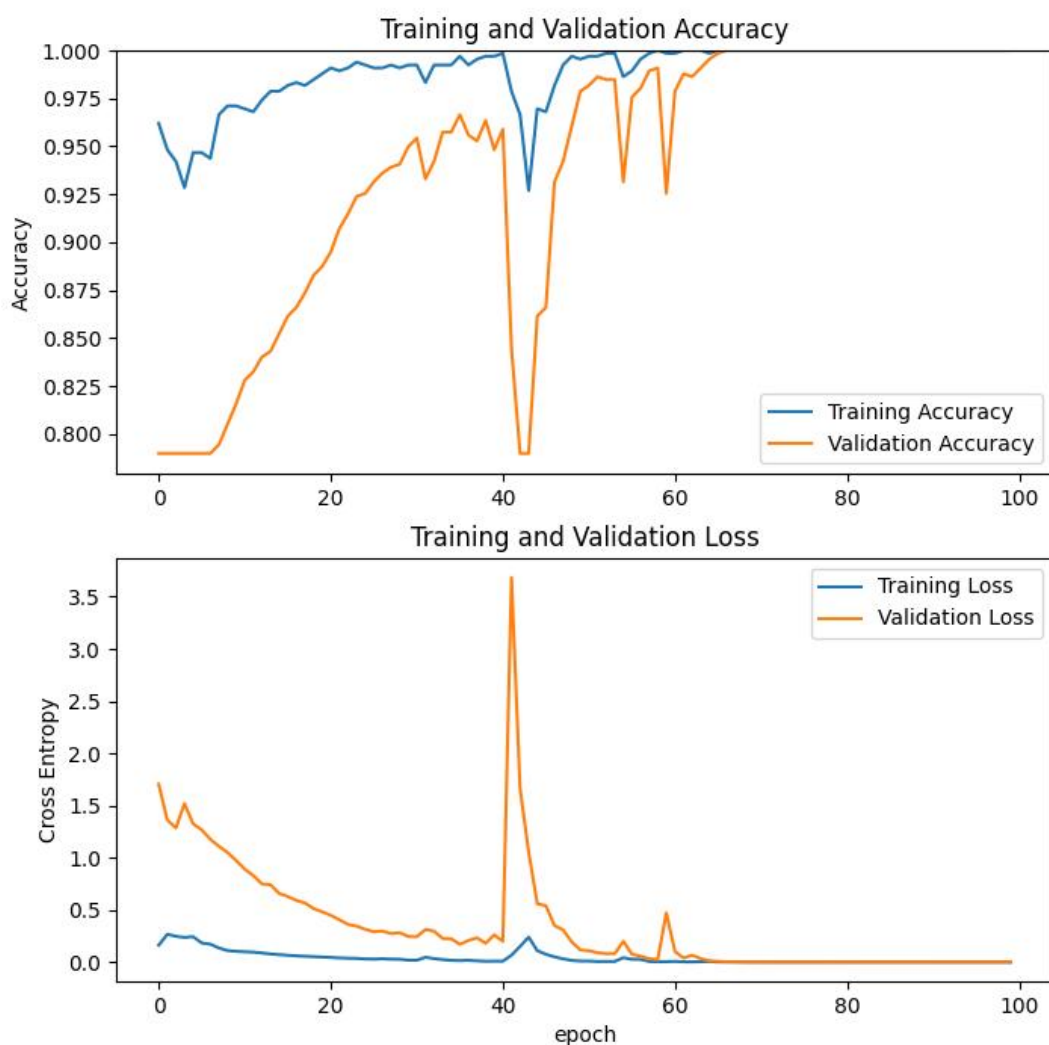 Training and Validation Accuracy
1.000
0.975
0.950
0.925
0.900
0.875
0.850
0.825
0.800
Accuracy
Training Accuracy
Validation Accuracy
0 20 40 60 80 100
Training and Validation Loss
3.5
3.0
2.5
2.0
1.5
1.0
0.5
0.0
Cross Entropy
Training Loss
Validation Loss
0 20 40 60 80 100
epoch